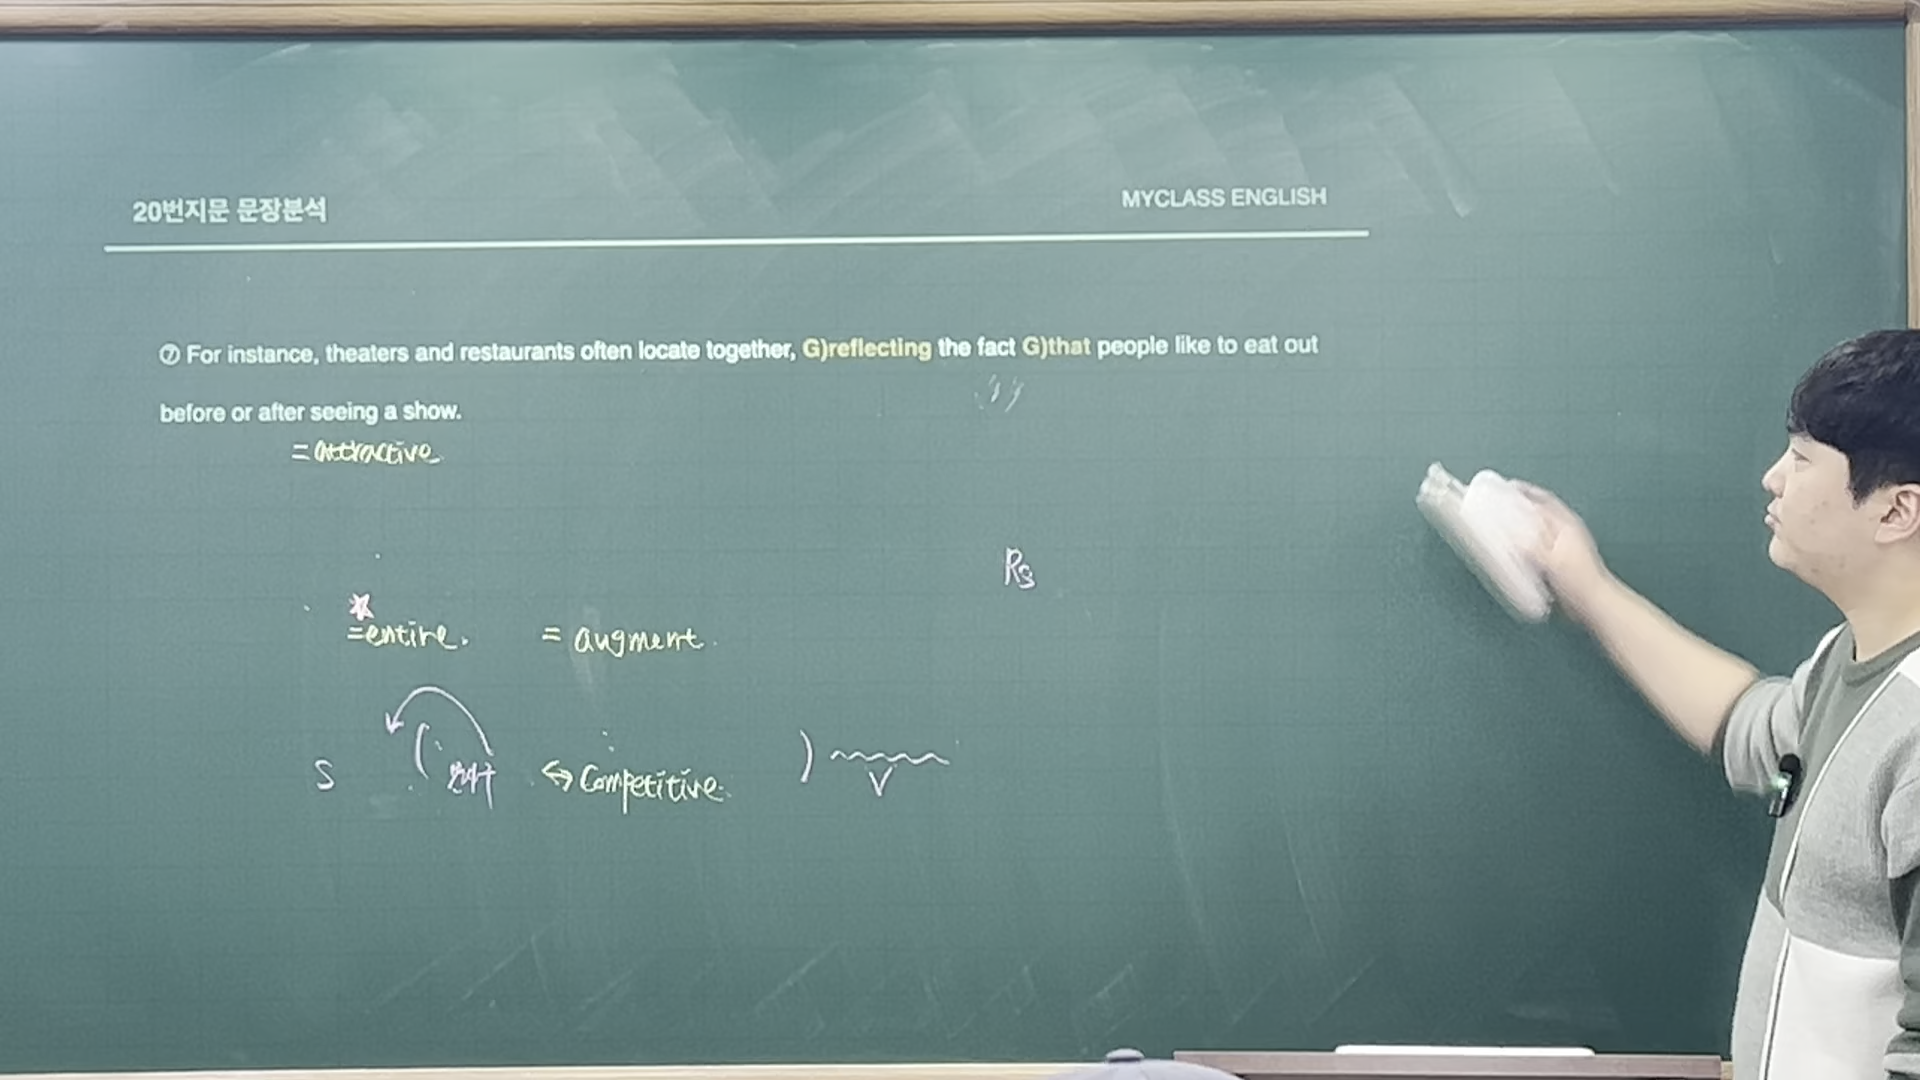 20번지문 문장분석
MYCLASS ENGLISH
⑦ For instance, theaters and restaurants often locate together, G)reflecting the fact G)that people like to eat out
before or after seeing a show.
=attractive
Rs
☆
=entire. = augment.
S ( ↔ Competitive. )
V